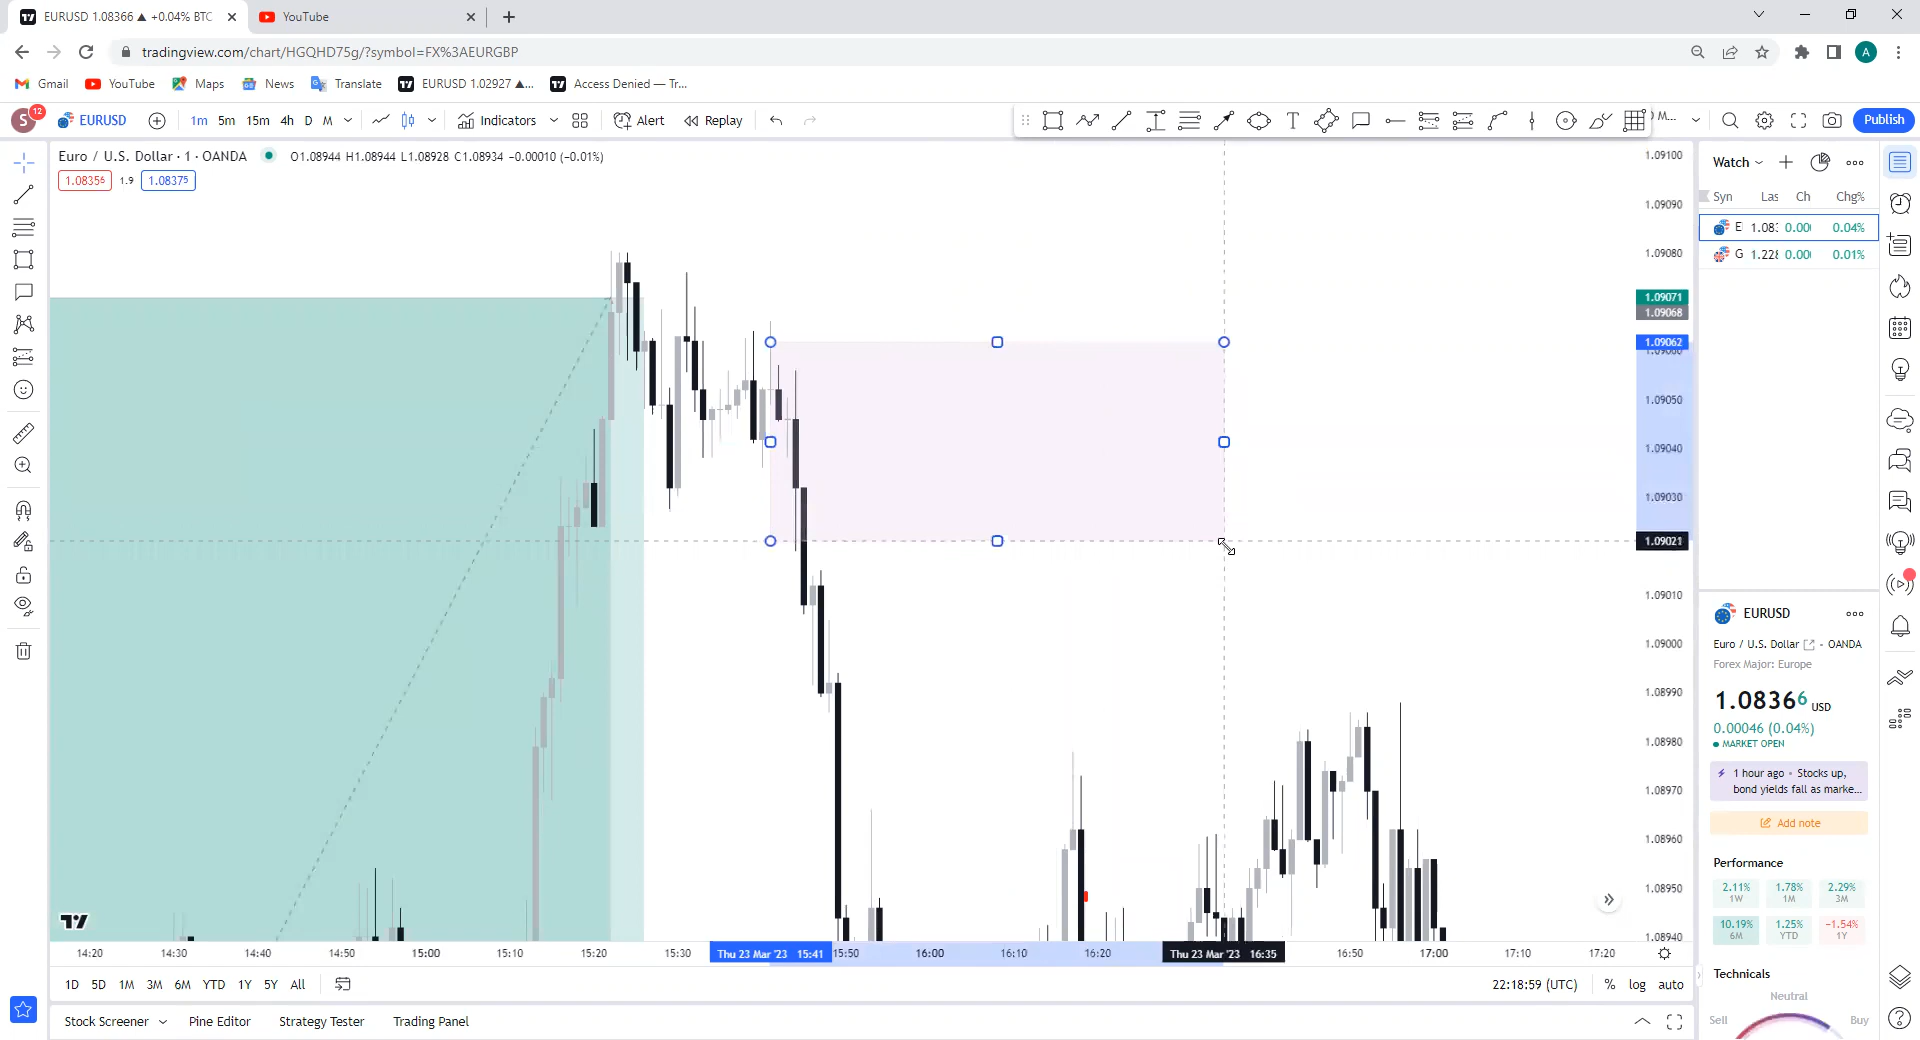 EURUSD 1.08366 ▲ +0.04% BTC
YouTube
tradingview.com/chart/HGQHD75g/?symbol=FX%3AEURGBP
A
Gmail
YouTube
Maps
News
Translate
EURUSD 1.02927 ▲...
Access Denied — Tr...
S
12
EURUSD
1m
5m
15m
4h
D
M
Indicators
Alert
Replay
M...
Publish
Euro / U.S. Dollar · 1 · OANDA
O1.08944 H1.08944 L1.08928 C1.08934 −0.00010 (−0.01%)
1.08356
1.9
1.08375
1.09100
1.09090
1.09080
1.09071
1.09068
1.09062
1.09060
1.09050
1.09040
1.09030
1.09021
1.09010
1.09000
1.08990
1.08980
1.08970
1.08960
1.08950
1.08940
14:20
14:30
14:40
14:50
15:00
15:10
15:20
15:30
Thu 23 Mar '23 15:41
15:50
16:00
16:10
16:20
Thu 23 Mar '23 16:35
16:50
17:00
17:10
17:20
1D
5D
1M
3M
6M
YTD
1Y
5Y
All
22:18:59 (UTC)
%
log
auto
Stock Screener
Pine Editor
Strategy Tester
Trading Panel
Watch
Syn
Las
Ch
Chg%
E
1.083
0.00
0.04%
G
1.228
0.00
0.01%
EURUSD
Euro / U.S. Dollar · OANDA
Forex Major: Europe
1.08366 USD
0.00046 (0.04%)
MARKET OPEN
1 hour ago • Stocks up,
bond yields fall as marke...
Add note
Performance
2.11%
1W
1.78%
1M
2.29%
3M
10.19%
6M
1.25%
YTD
−1.54%
1Y
Technicals
Neutral
Sell
Buy